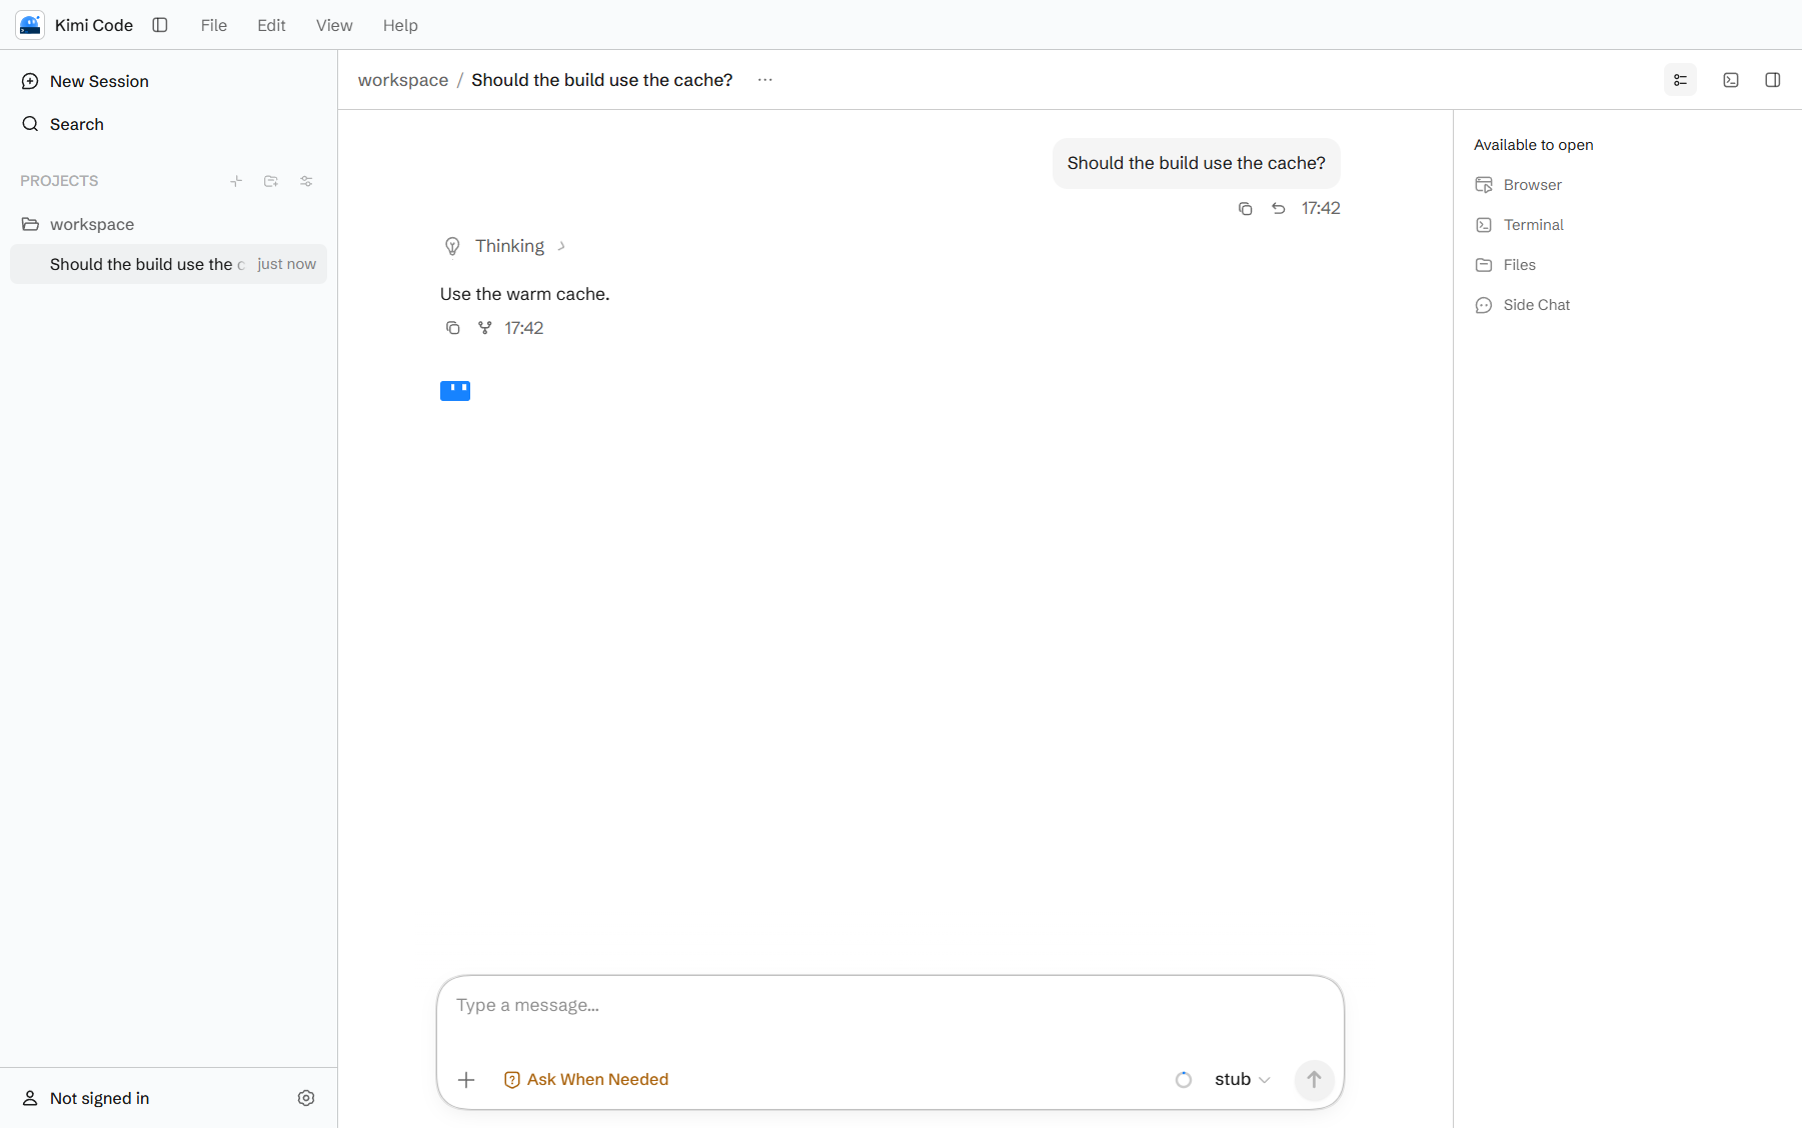 Kimi Code
File
Edit
View
Help
New Session
Search
PROJECTS
workspace
Should the build use the
just now
Not signed in
workspace / Should the build use the cache?
Should the build use the cache?
17:42
Thinking
Use the warm cache.
17:42
Type a message...
Ask When Needed
stub
Available to open
Browser
Terminal
Files
Side Chat